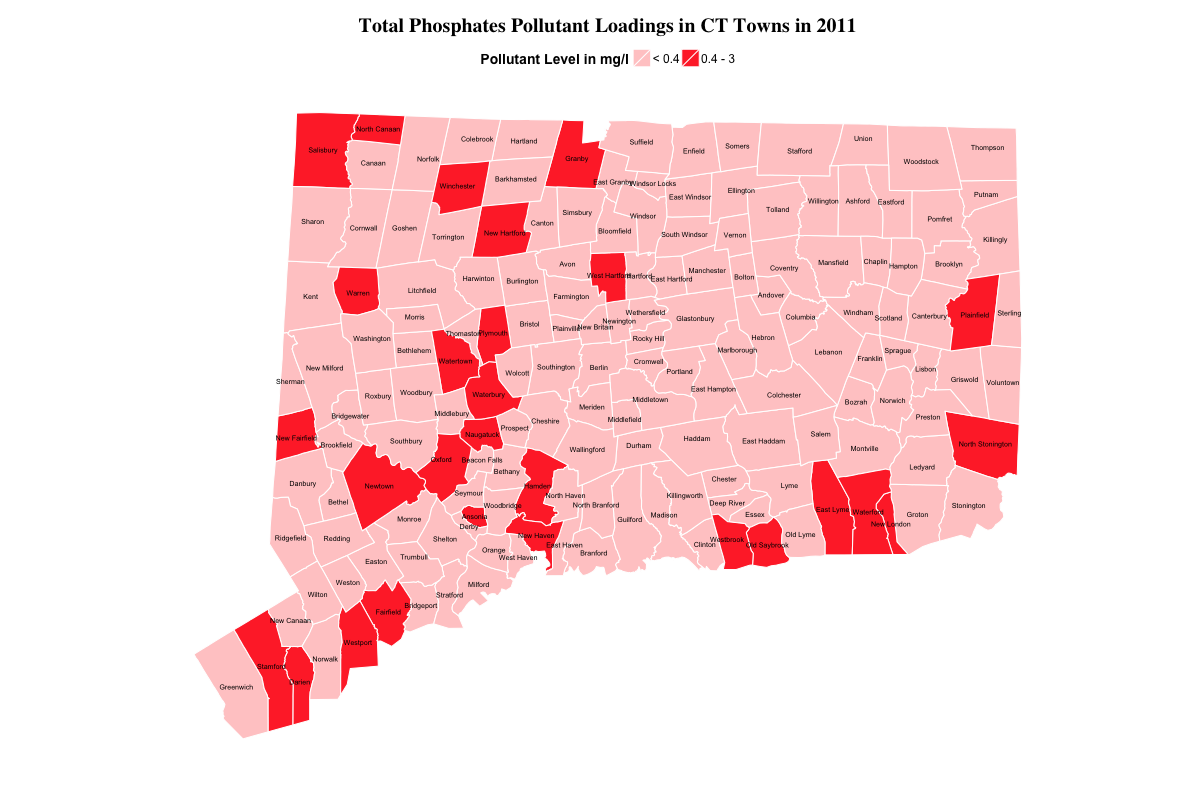 Total Phosphates Pollutant Loadings in CT Towns in 2011
Pollutant Level in mg/l < 0.4 0.4 - 3
North Canaan
Colebrook
Hartland
Suffield
Union
Salisbury
Canaan
Norfolk
Granby
Enfield
Somers
Stafford
Woodstock
Thompson
Winchester
Barkhamsted
East Granby
Windsor Locks
East Windsor
Ellington
Putnam
Sharon
Cornwall
Goshen
Torrington
New Hartford
Canton
Simsbury
Bloomfield
Windsor
South Windsor
Vernon
Tolland
Willington
Ashford
Eastford
Pomfret
Killingly
Kent
Warren
Litchfield
Harwinton
Burlington
Avon
Farmington
West Hartford
Hartford
East Hartford
Manchester
Bolton
Coventry
Andover
Mansfield
Chaplin
Hampton
Brooklyn
Morris
Washington
Bethlehem
Thomaston
Plymouth
Bristol
Plainville
New Britain
Newington
Wethersfield
Rocky Hill
Glastonbury
Marlborough
Hebron
Columbia
Windham
Scotland
Canterbury
Plainfield
Sterling
New Milford
Sherman
Watertown
Wolcott
Southington
Berlin
Cromwell
Portland
East Hampton
Lebanon
Franklin
Sprague
Lisbon
Griswold
Voluntown
Roxbury
Woodbury
Waterbury
Middlebury
Bridgewater
Meriden
Middletown
Middlefield
Colchester
Bozrah
Norwich
Preston
New Fairfield
Brookfield
Southbury
Naugatuck
Prospect
Cheshire
Wallingford
Durham
Haddam
East Haddam
Salem
Montville
North Stonington
Danbury
Bethel
Newtown
Oxford
Beacon Falls
Bethany
Ledyard
Seymour
Woodbridge
Hamden
North Haven
North Branford
Guilford
Madison
Killingworth
Chester
Deep River
Essex
Lyme
Old Lyme
East Lyme
Waterford
New London
Groton
Stonington
Ridgefield
Redding
Monroe
Ansonia
Derby
Shelton
Orange
New Haven
West Haven
East Haven
Branford
Clinton
Westbrook
Old Saybrook
Wilton
Weston
Easton
Trumbull
Milford
Stratford
Bridgeport
Fairfield
New Canaan
Westport
Norwalk
Stamford
Darien
Greenwich